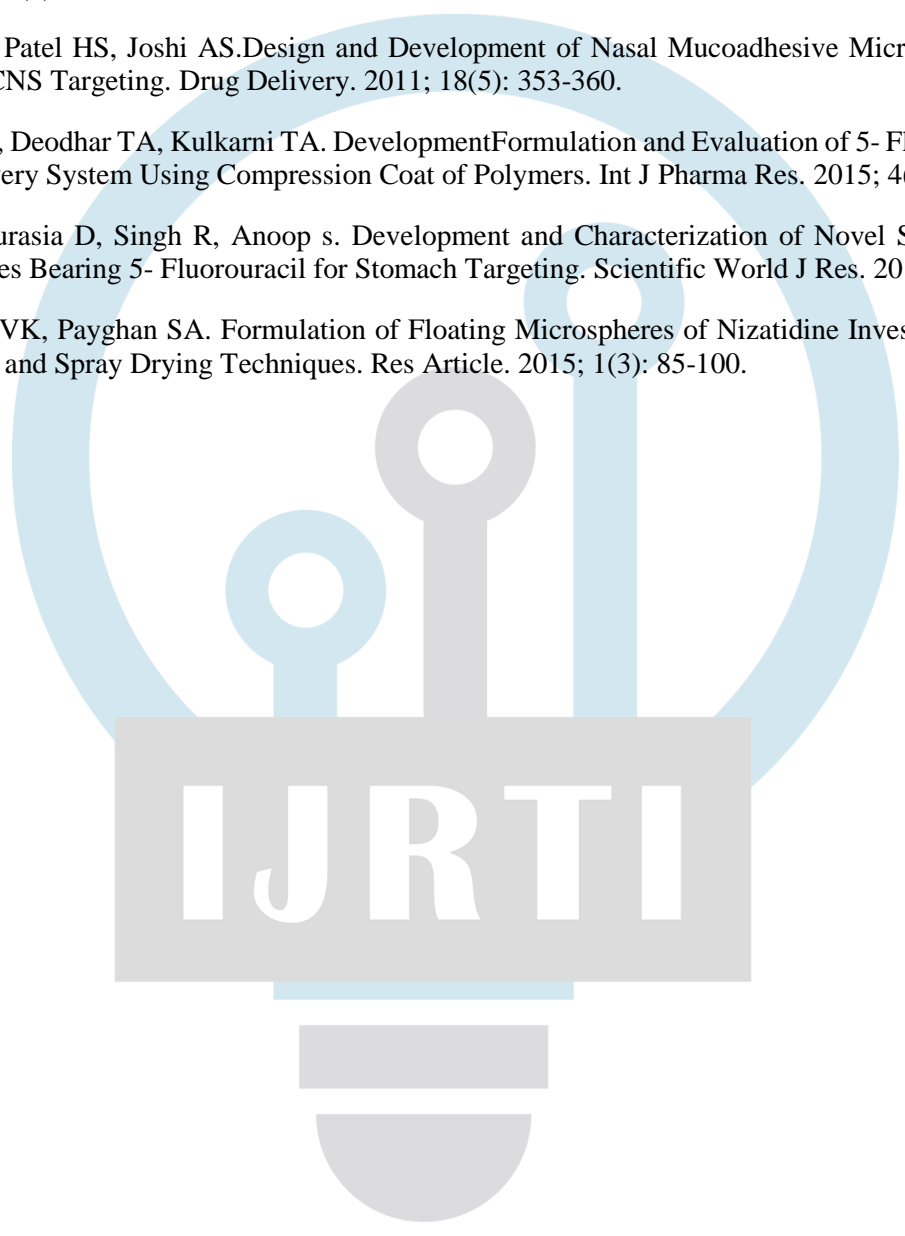 Patel HS, Joshi AS.Design and Development of Nasal Mucoadhesive Micr
CNS Targeting. Drug Delivery. 2011; 18(5): 353-360.
, Deodhar TA, Kulkarni TA. DevelopmentFormulation and Evaluation of 5- Fl
very System Using Compression Coat of Polymers. Int J Pharma Res. 2015; 4(
urasia D, Singh R, Anoop s. Development and Characterization of Novel S
es Bearing 5- Fluorouracil for Stomach Targeting. Scientific World J Res. 20
VK, Payghan SA. Formulation of Floating Microspheres of Nizatidine Inves
and Spray Drying Techniques. Res Article. 2015; 1(3): 85-100.
IJRTI